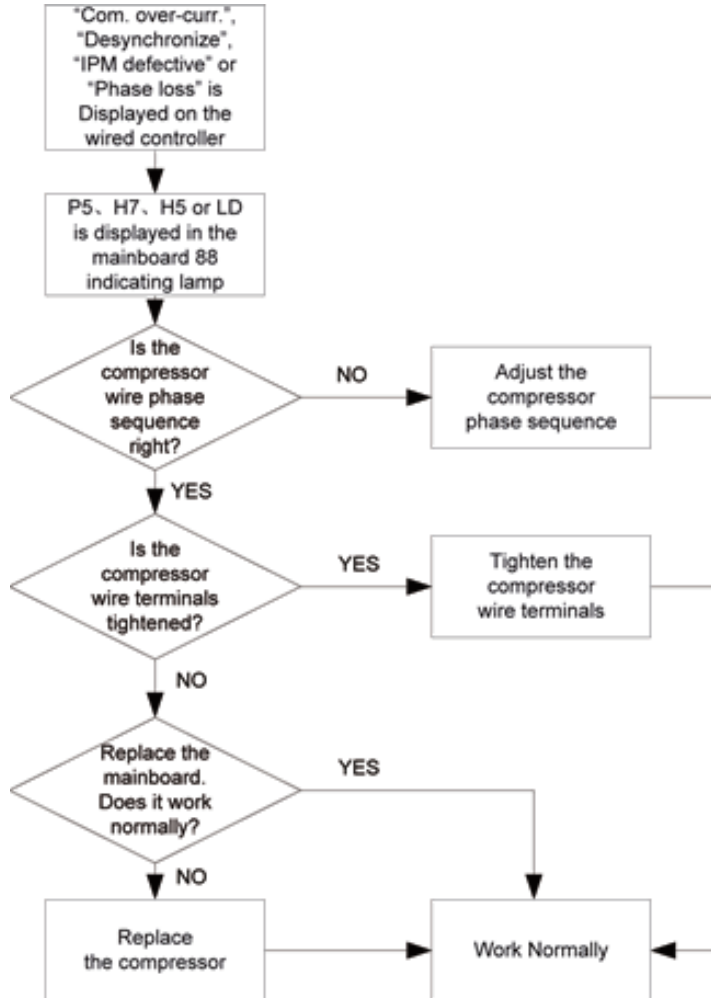 “Com. over-curr.”,
“Desynchronize”,
“IPM defective” or
“Phase loss” is
Displayed on the
wired controller
P5、H7、H5 or LD
is displayed in the
mainboard 88
indicating lamp
Is the
compressor
wire phase
sequence
right?
NO
Adjust the
compressor
phase sequence
YES
Is the
compressor
wire terminals
tightened?
YES
Tighten the
compressor
wire terminals
NO
Replace the
mainboard.
Does it work
normally?
YES
NO
Replace
the compressor
Work Normally